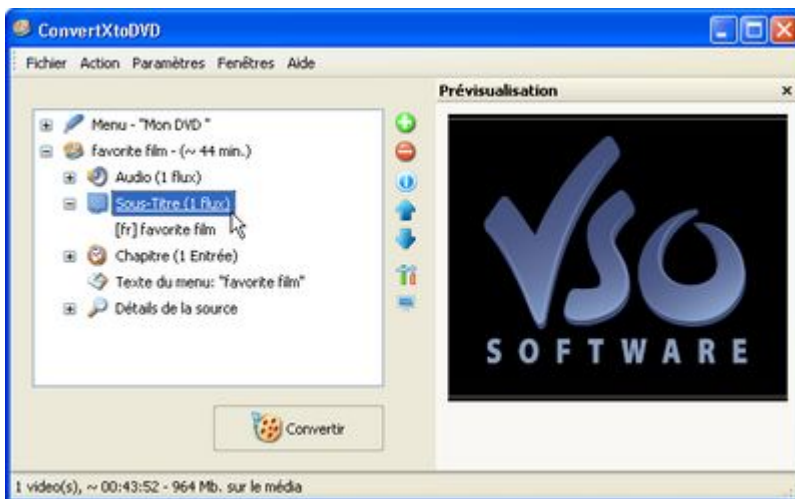 ConvertXtoDVD
Fichier Action Paramètres Fenêtres Aide
Prévisualisation
Menu - "Mon DVD "
favorite film - (~ 44 min.)
Audio (1 flux)
Sous-Titre (1 flux)
[fr] favorite film
Chapitre (1 Entrée)
Texte du menu: "favorite film"
Détails de la source
VSO
SOFTWARE
Convertir
1 video(s), ~ 00:43:52 - 964 Mb. sur le média